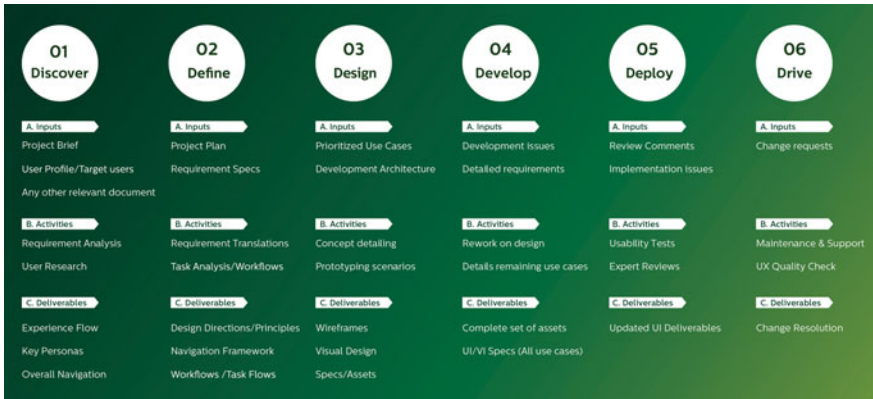 01
Discover
A. Inputs
Project Brief
User Profile/Target users
Any other relevant document
B. Activities
Requirement Analysis
User Research
C. Deliverables
Experience Flow
Key Personas
Overall Navigation
02
Define
A. Inputs
Project Plan
Requirement Specs
B. Activities
Requirement Translations
Task Analysis/Workflows
C. Deliverables
Design Directions/Principles
Navigation Framework
Workflows /Task Flows
03
Design
A. Inputs
Prioritized Use Cases
Development Architecture
B. Activities
Concept detailing
Prototyping scenarios
C. Deliverables
Wireframes
Visual Design
Specs/Assets
04
Develop
A. Inputs
Development Issues
Detailed requirements
B. Activities
Rework on design
Details remaining use cases
C. Deliverables
Complete set of assets
UI/VI Specs (All use cases)
05
Deploy
A. Inputs
Review Comments
Implementation issues
B. Activities
Usability Tests
Expert Reviews
C. Deliverables
Updated UI Deliverables
06
Drive
A. Inputs
Change requests
B. Activities
Maintenance & Support
UX Quality Check
C. Deliverables
Change Resolution